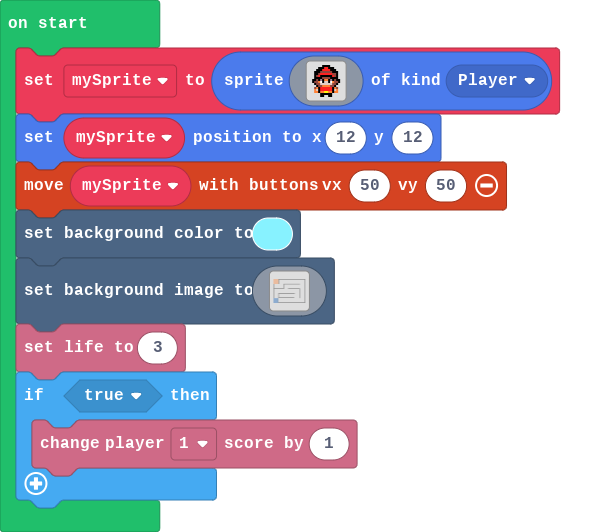 on start
set mySprite to sprite of kind Player
set mySprite position to x 12 y 12
move mySprite with buttons vx 50 vy 50
set background color to
set background image to
set life to 3
if true then
change player 1 score by 1